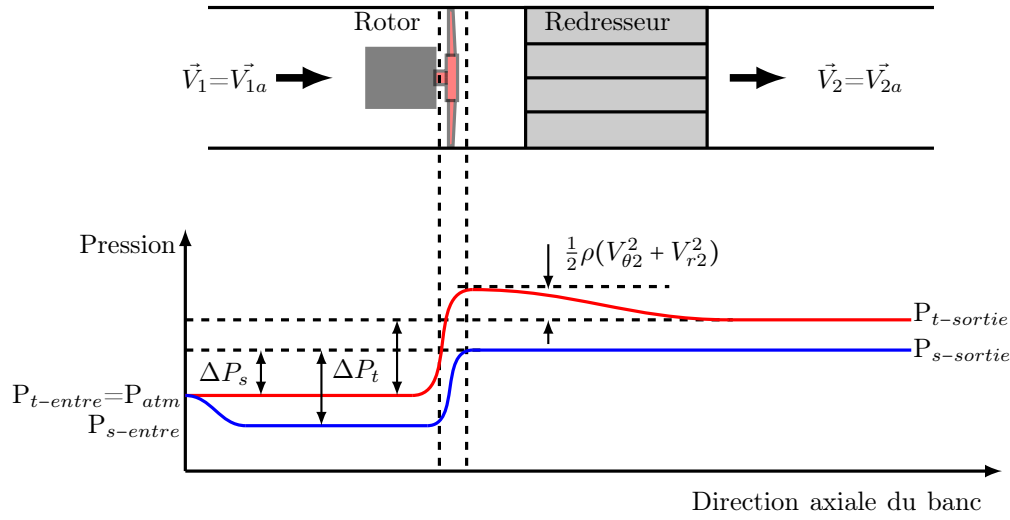 Rotor
Redresseur
V⃗1=V⃗1a
V⃗2=V⃗2a
Pression
½ρ(V²θ2 + V²r2)
Pt−sortie
Ps−sortie
ΔPs
ΔPt
Pt−entre=Patm
Ps−entre
Direction axiale du banc